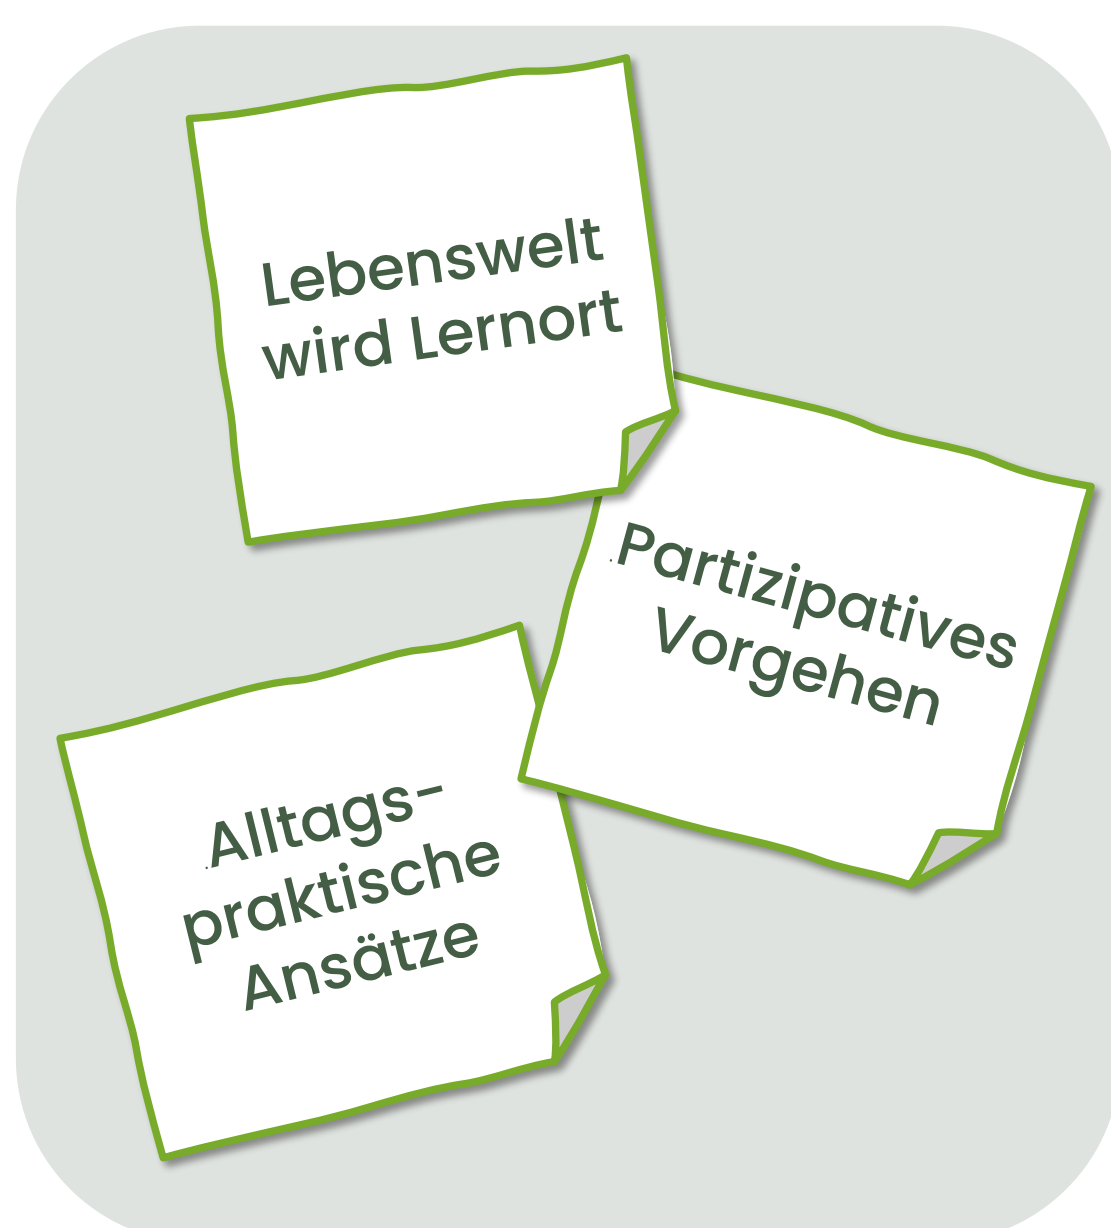 Lebenswelt
wird Lernort
Partizipatives
Vorgehen
Alltags-
praktische
Ansätze